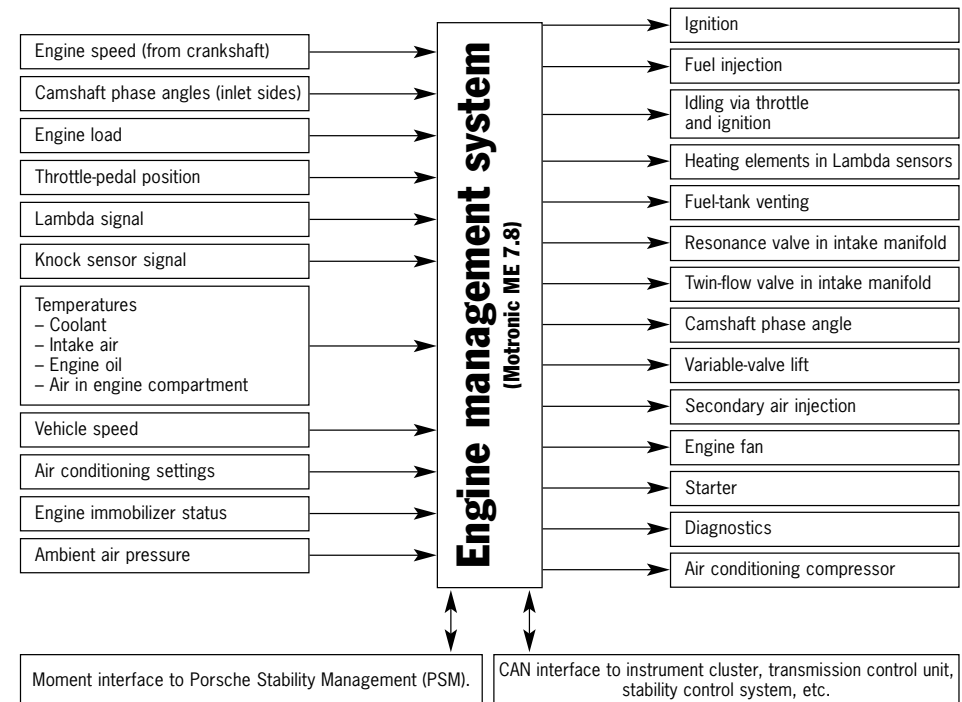 Engine speed (from crankshaft)
Camshaft phase angles (inlet sides)
Engine load
Throttle-pedal position
Lambda signal
Knock sensor signal
Temperatures
– Coolant
– Intake air
– Engine oil
– Air in engine compartment
Vehicle speed
Air conditioning settings
Engine immobilizer status
Ambient air pressure
Engine management system
(Motronic ME 7.8)
Ignition
Fuel injection
Idling via throttle
and ignition
Heating elements in Lambda sensors
Fuel-tank venting
Resonance valve in intake manifold
Twin-flow valve in intake manifold
Camshaft phase angle
Variable-valve lift
Secondary air injection
Engine fan
Starter
Diagnostics
Air conditioning compressor
Moment interface to Porsche Stability Management (PSM).
CAN interface to instrument cluster, transmission control unit,
stability control system, etc.